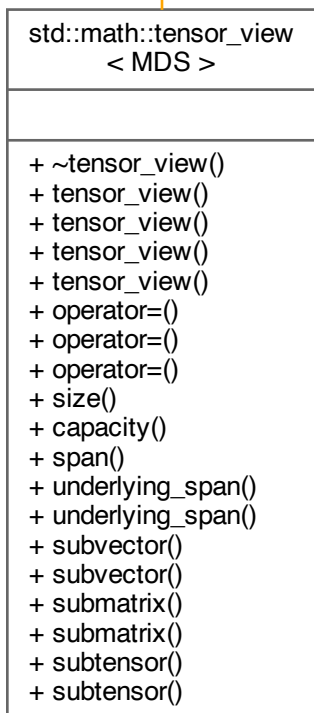 std::math::tensor_view
< MDS >
+ ~tensor_view()
+ tensor_view()
+ tensor_view()
+ tensor_view()
+ tensor_view()
+ operator=()
+ operator=()
+ operator=()
+ size()
+ capacity()
+ span()
+ underlying_span()
+ underlying_span()
+ subvector()
+ subvector()
+ submatrix()
+ submatrix()
+ subtensor()
+ subtensor()